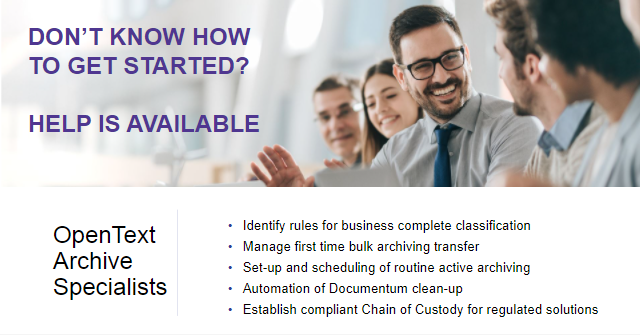 DON’T KNOW HOW
TO GET STARTED?
HELP IS AVAILABLE
OpenText
Archive
Specialists
• Identify rules for business complete classification
• Manage first time bulk archiving transfer
• Set-up and scheduling of routine active archiving
• Automation of Documentum clean-up
• Establish compliant Chain of Custody for regulated solutions